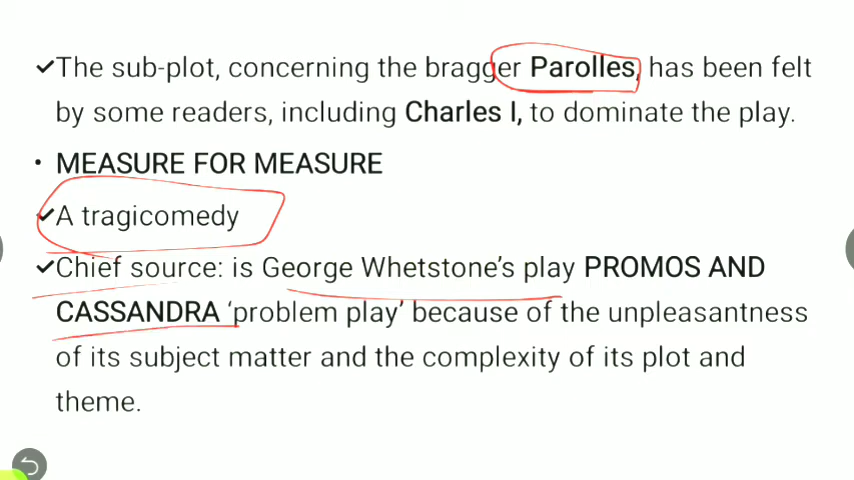 ✓The sub-plot, concerning the bragger Parolles, has been felt
by some readers, including Charles I, to dominate the play.
• MEASURE FOR MEASURE
✓A tragicomedy
✓Chief source: is George Whetstone's play PROMOS AND
CASSANDRA ‘problem play’ because of the unpleasantness
of its subject matter and the complexity of its plot and
theme.